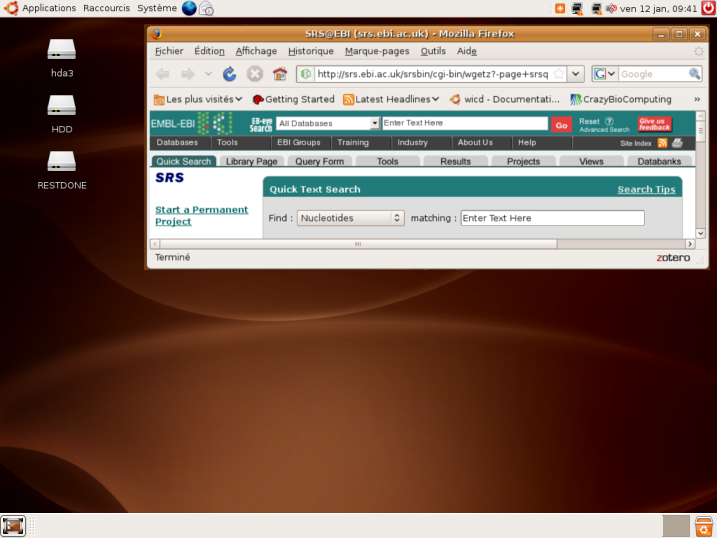 Applications Raccourcis Système ven 12 jan, 09:41
SRS@EBI (srs.ebi.ac.uk) - Mozilla Firefox
Fichier Édition Affichage Historique Marque-pages Outils Aide
http://srs.ebi.ac.uk/srsbin/cgi-bin/wgetz?-page+srsq Google
Les plus visités Getting Started Latest Headlines wicd - Documentati... CrazyBioComputing »
EMBL-EBI EB-eye Search All Databases Enter Text Here Go Reset ? Advanced Search Give us feedback
Databases Tools EBI Groups Training Industry About Us Help Site Index
Quick Search Library Page Query Form Tools Results Projects Views Databanks
SRS
Quick Text Search Search Tips
Start a Permanent
Project
Find : Nucleotides matching : Enter Text Here
Terminé zotero
hda3
HDD
RESTDONE